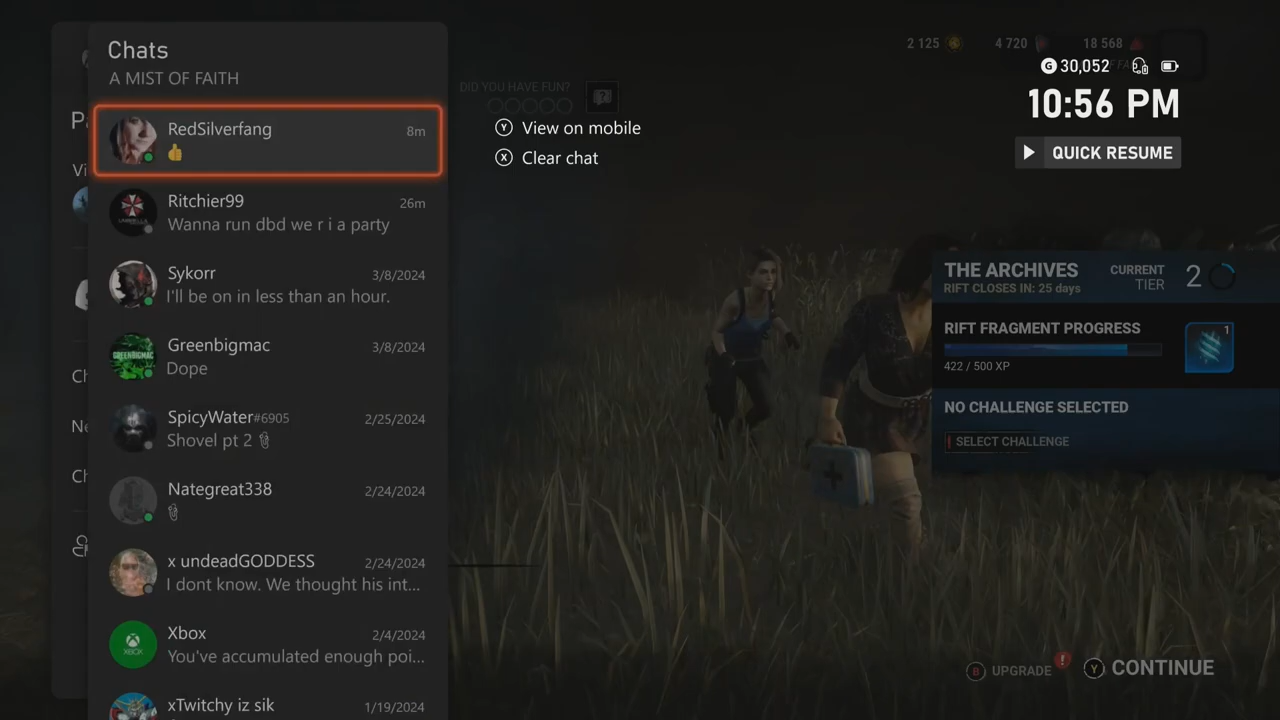 Chats
A MIST OF FAITH
RedSilverfang
8m
👍
Ritchier99
26m
Wanna run dbd we r i a party
Sykorr
3/8/2024
I'll be on in less than an hour.
Greenbigmac
3/8/2024
Dope
SpicyWater#6905
2/25/2024
Shovel pt 2
Nategreat338
2/24/2024
x undeadGODDESS
2/24/2024
I dont know. We thought his int...
Xbox
2/4/2024
You've accumulated enough poi...
xTwitchy iz sik
1/19/2024
DID YOU HAVE FUN?
Y View on mobile
X Clear chat
2 125
4 720
18 568
G 30,052
10:56 PM
QUICK RESUME
THE ARCHIVES
RIFT CLOSES IN: 25 days
CURRENT
TIER
2
RIFT FRAGMENT PROGRESS
1
422 / 500 XP
NO CHALLENGE SELECTED
! SELECT CHALLENGE
B UPGRADE !
Y CONTINUE